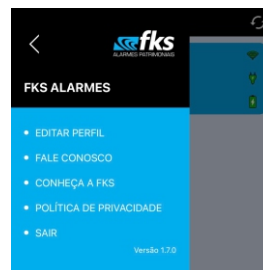 fks
ALARMES PATRIMONIAIS
FKS ALARMES
EDITAR PERFIL
FALE CONOSCO
CONHEÇA A FKS
POLÍTICA DE PRIVACIDADE
SAIR
Versão 1.7.0